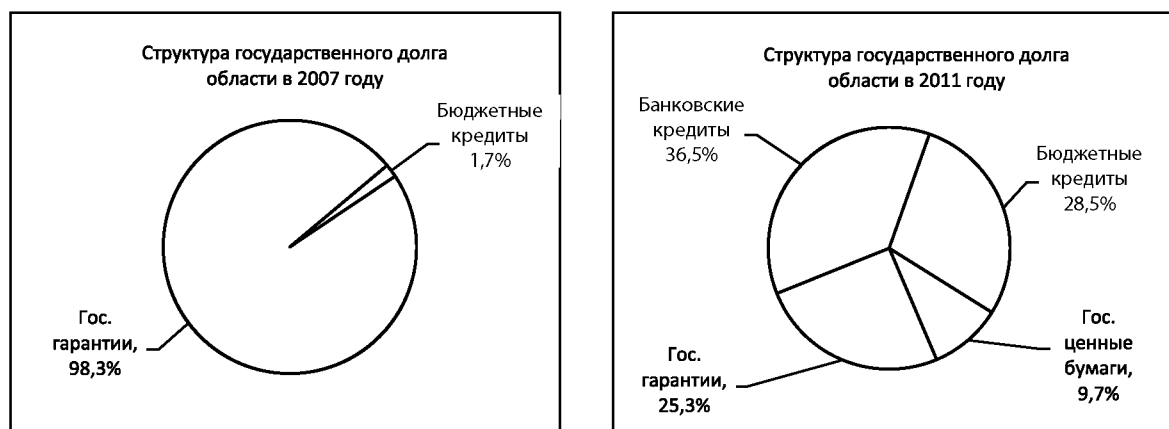 Структура государственного долга
области в 2007 году
Бюджетные
кредиты
1,7%
Гос.
гарантии,
98,3%
Структура государственного долга
области в 2011 году
Банковские
кредиты
36,5%
Бюджетные
кредиты
28,5%
Гос.
ценные
бумаги,
9,7%
Гос.
гарантии,
25,3%